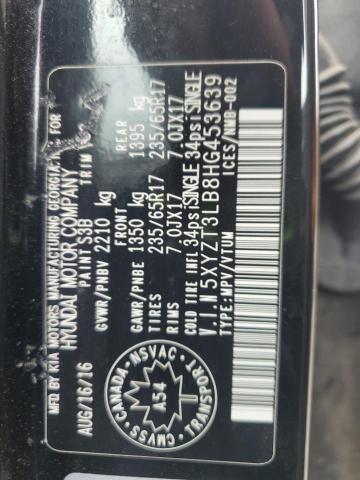 MFD. BY KIA MOTORS MANUFACTURING GEORGIA, INC.
HYUNDAI MOTOR COMPANY
AUG/16/16 PAINT S3B TRIM
GVWR/PNBV 2210 kg
FRONT REAR
GAWR/PNBE 1350 kg 1395 kg
TIRES 235/65R17 235/65R17
RIMS 7.0JX17 7.0JX17
COLD TIRE INFL 34psi SINGLE 34psi SINGLE
V.I.N 5XYZT3LB8HG453639
TYPE:MPV/VTUM ICES/NMB-002
CANADA NSVAC
A54
CMVSS TRANSPORT